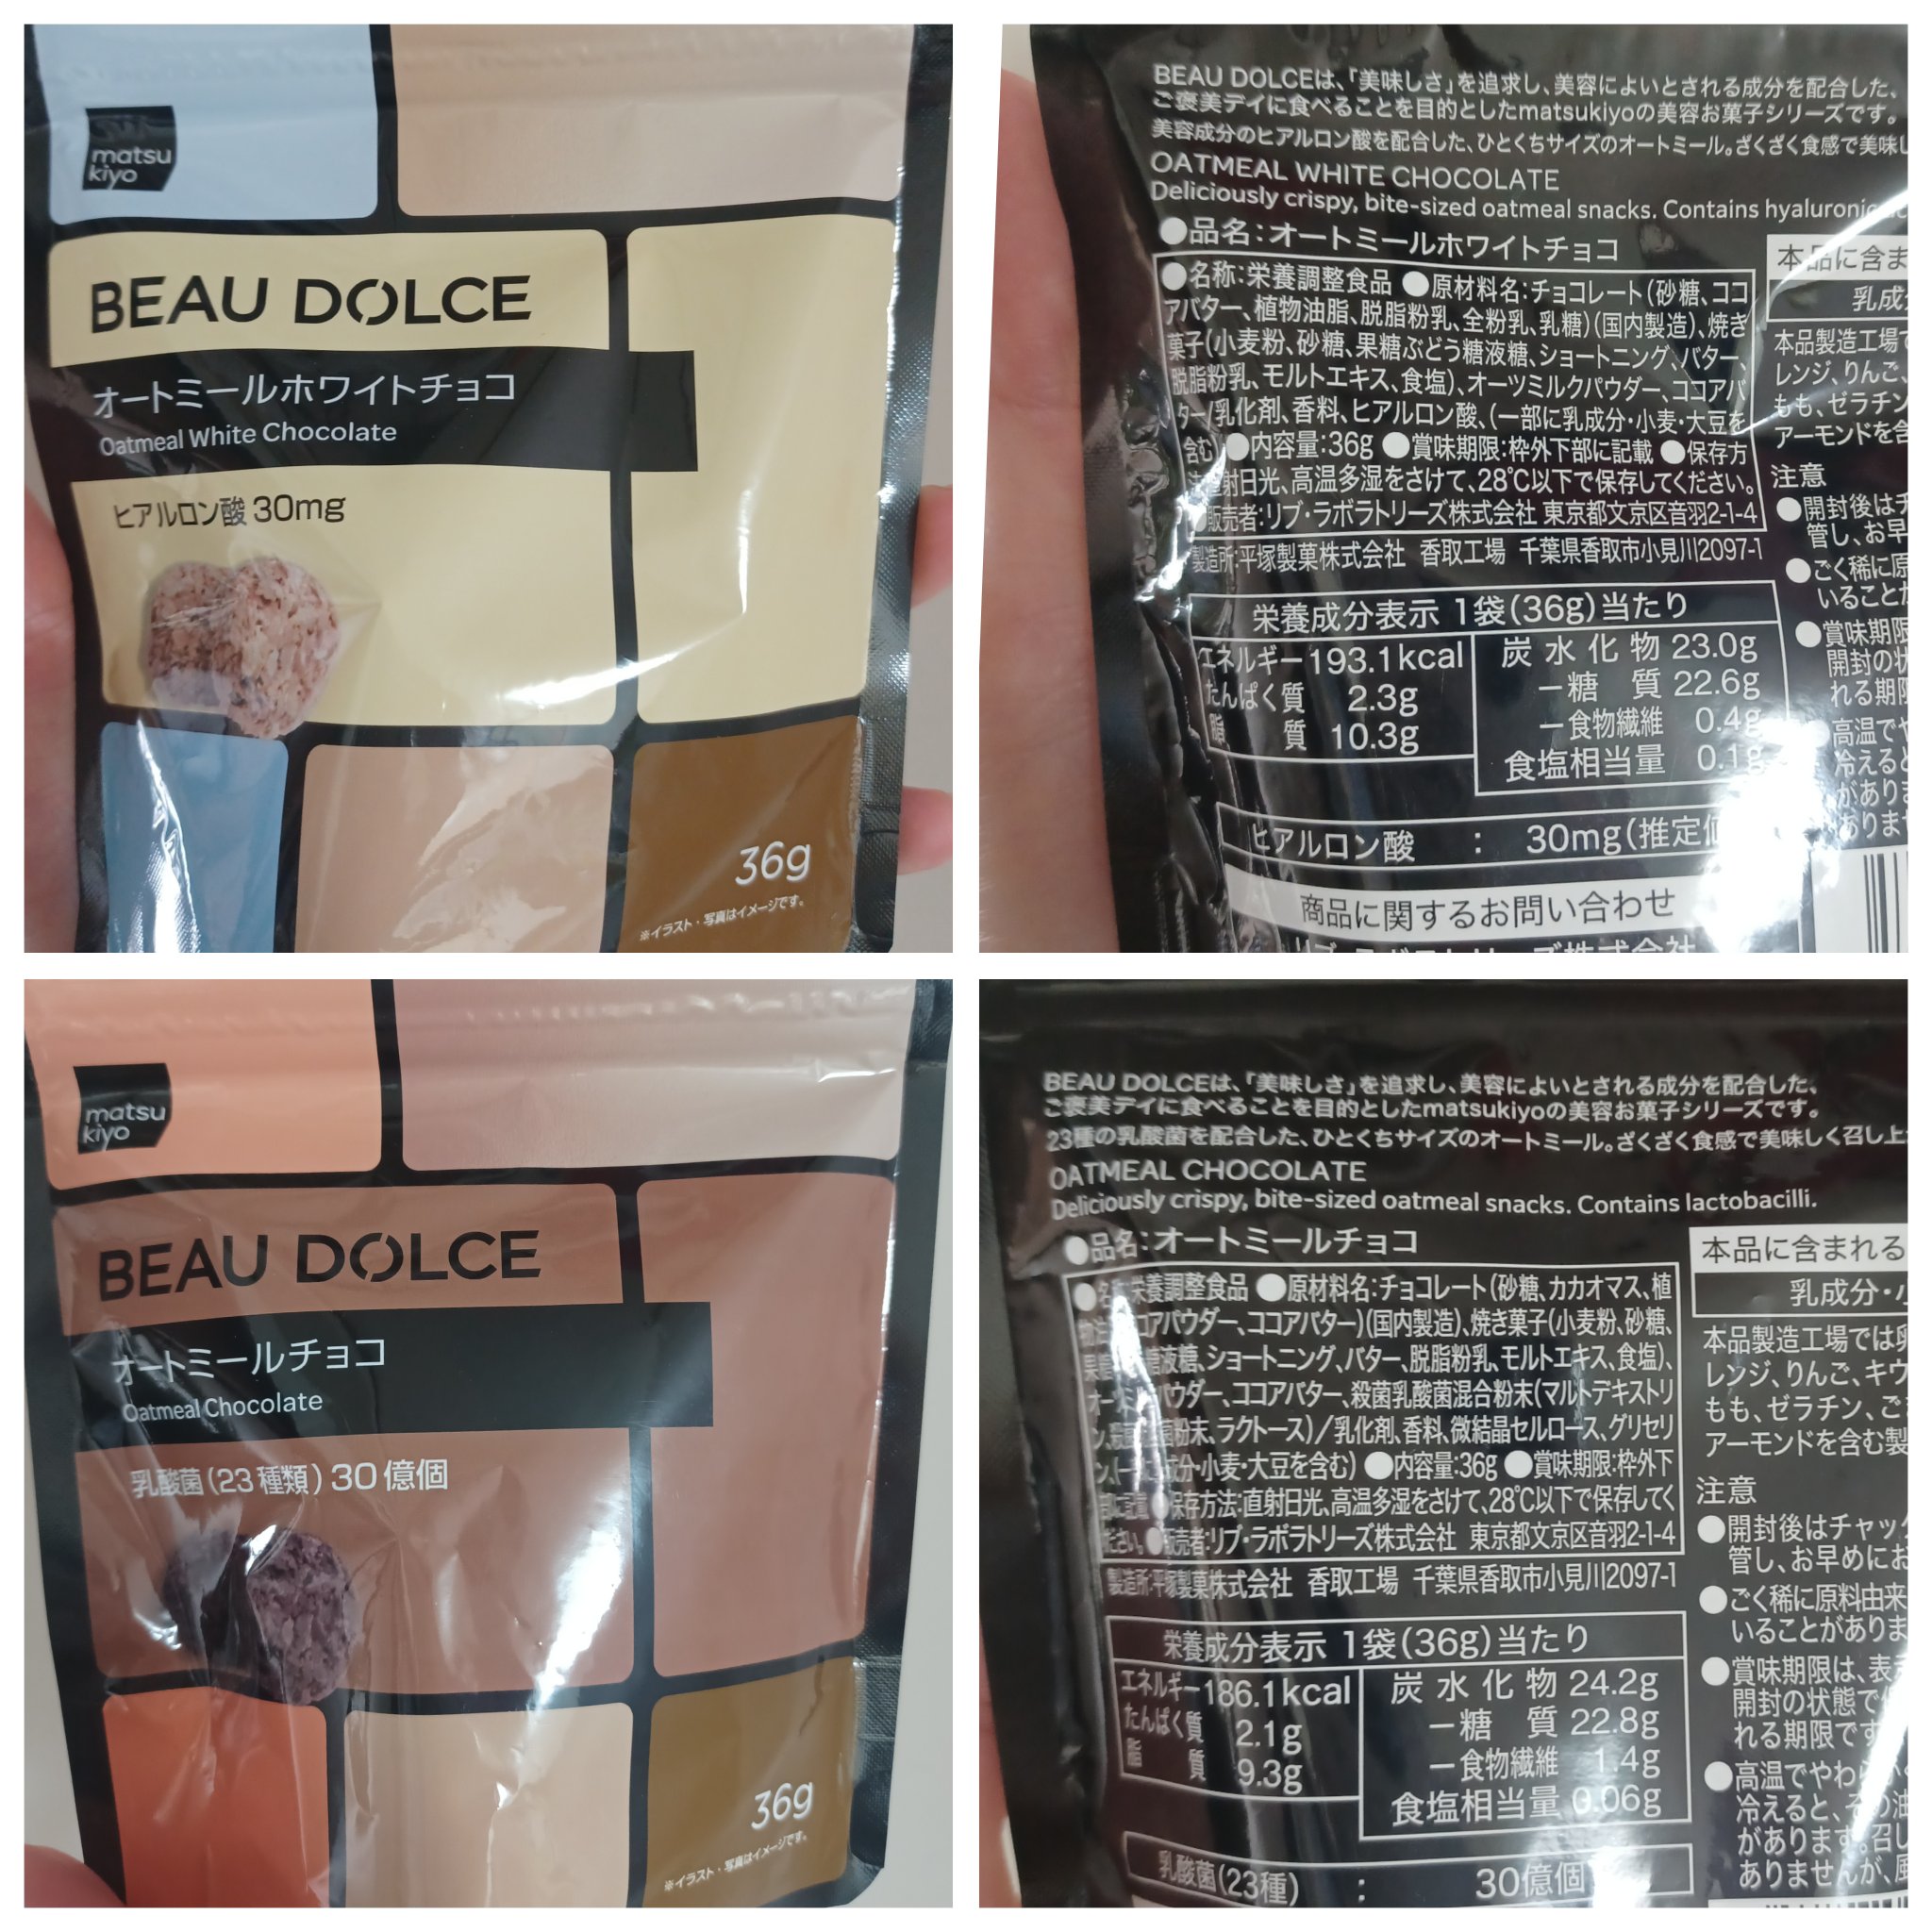 matsu
kiyo
BEAU DOLCE
オートミールホワイトチョコ
Oatmeal White Chocolate
ヒアルロン酸 30mg
36g
※イラスト・写真はイメージです。
BEAU DOLCEは、「美味しさ」を追求し、美容によいとされる成分を配合した、
ご褒美デイに食べることを目的としたmatsukiyoの美容お菓子シリーズです。
美容成分のヒアルロン酸を配合した、ひとくちサイズのオートミール。ざくざく食感で美味し
OATMEAL WHITE CHOCOLATE
Deliciously crispy, bite-sized oatmeal snacks. Contains hyaluronic
●品名:オートミールホワイトチョコ
●名称:栄養調整食品 ●原材料名:チョコレート(砂糖、ココ
アバター、植物油脂、脱脂粉乳、全粉乳、乳糖)(国内製造)、焼き
菓子(小麦粉、砂糖、果糖ぶどう糖液糖、ショートニング、バター、
脱脂粉乳、モルトエキス、食塩)、オーツミルクパウダー、ココアバ
ター/乳化剤、香料、ヒアルロン酸、(一部に乳成分・小麦・大豆を
含む) ●内容量:36g ●賞味期限:枠外下部に記載 ●保存方
射日光、高温多湿をさけて、28℃以下で保存してください。
●販売者:リブ・ラボラトリーズ株式会社 東京都文京区音羽2-1-4
製造所:平塚製菓株式会社 香取工場 千葉県香取市小見川2097-1
栄養成分表示 1袋(36g)当たり
エネルギー 193.1kcal
たんぱく質 2.3g
脂質 10.3g
炭水化物 23.0g
－糖質 22.6g
－食物繊維 0.4g
食塩相当量 0.1g
ヒアルロン酸 : 30mg(推定
商品に関するお問い合わせ
本品に含ま
乳成
本品製造工場で
レンジ、りんご、
もも、ゼラチン
アーモンドを含
注意
●開封後はチ
管し、お早
●ごく稀に原
いることが
●賞味期限
開封の状
れる期限
高温でや
冷えると
があり
ありま
matsu
kiyo
BEAU DOLCE
オートミールチョコ
Oatmeal Chocolate
乳酸菌(23種類)30億個
36g
※イラスト・写真はイメージです。
BEAU DOLCEは、「美味しさ」を追求し、美容によいとされる成分を配合した、
ご褒美デイに食べることを目的としたmatsukiyoの美容お菓子シリーズです。
23種の乳酸菌を配合した、ひとくちサイズのオートミール。ざくざく食感で美味しく召し上
OATMEAL CHOCOLATE
Deliciously crispy, bite-sized oatmeal snacks. Contains lactobacilli.
●品名:オートミールチョコ
栄養調整食品 ●原材料名:チョコレート(砂糖、カカオマス、植
コアパウダー、ココアバター)(国内製造)、焼き菓子(小麦粉、砂糖、
糖液糖、ショートニング、バター、脱脂粉乳、モルトエキス、食塩)、
パウダー、ココアバター、殺菌乳酸菌混合粉末(マルトデキストリ
菌粉末、ラクトース)/乳化剤、香料、微結晶セルロース、グリセリ
成分・小麦・大豆を含む) ●内容量:36g ●賞味期限:枠外下
●保存方法:直射日光、高温多湿をさけて、28℃以下で保存してく
ださい。●販売者:リブ・ラボラトリーズ株式会社 東京都文京区音羽2-1-4
製造所:平塚製菓株式会社 香取工場 千葉県香取市小見川2097-1
栄養成分表示 1袋(36g)当たり
エネルギー 186.1kcal
たんぱく質 2.1g
脂質 9.3g
炭水化物 24.2g
－糖質 22.8g
－食物繊維 1.4g
食塩相当量 0.06g
乳酸菌(23種) : 30億個
本品に含まれる
乳成分・
本品製造工場では卵
レンジ、りんご、キウ
もも、ゼラチン、ご
アーモンドを含む製
注意
●開封後はチャッ
管し、お早めにお
●ごく稀に原料由来
いることがありま
●賞味期限は、表
開封の状態で
れる期限です
●高温でやわ
冷えると、その油
があります。召し
ありませんが、風